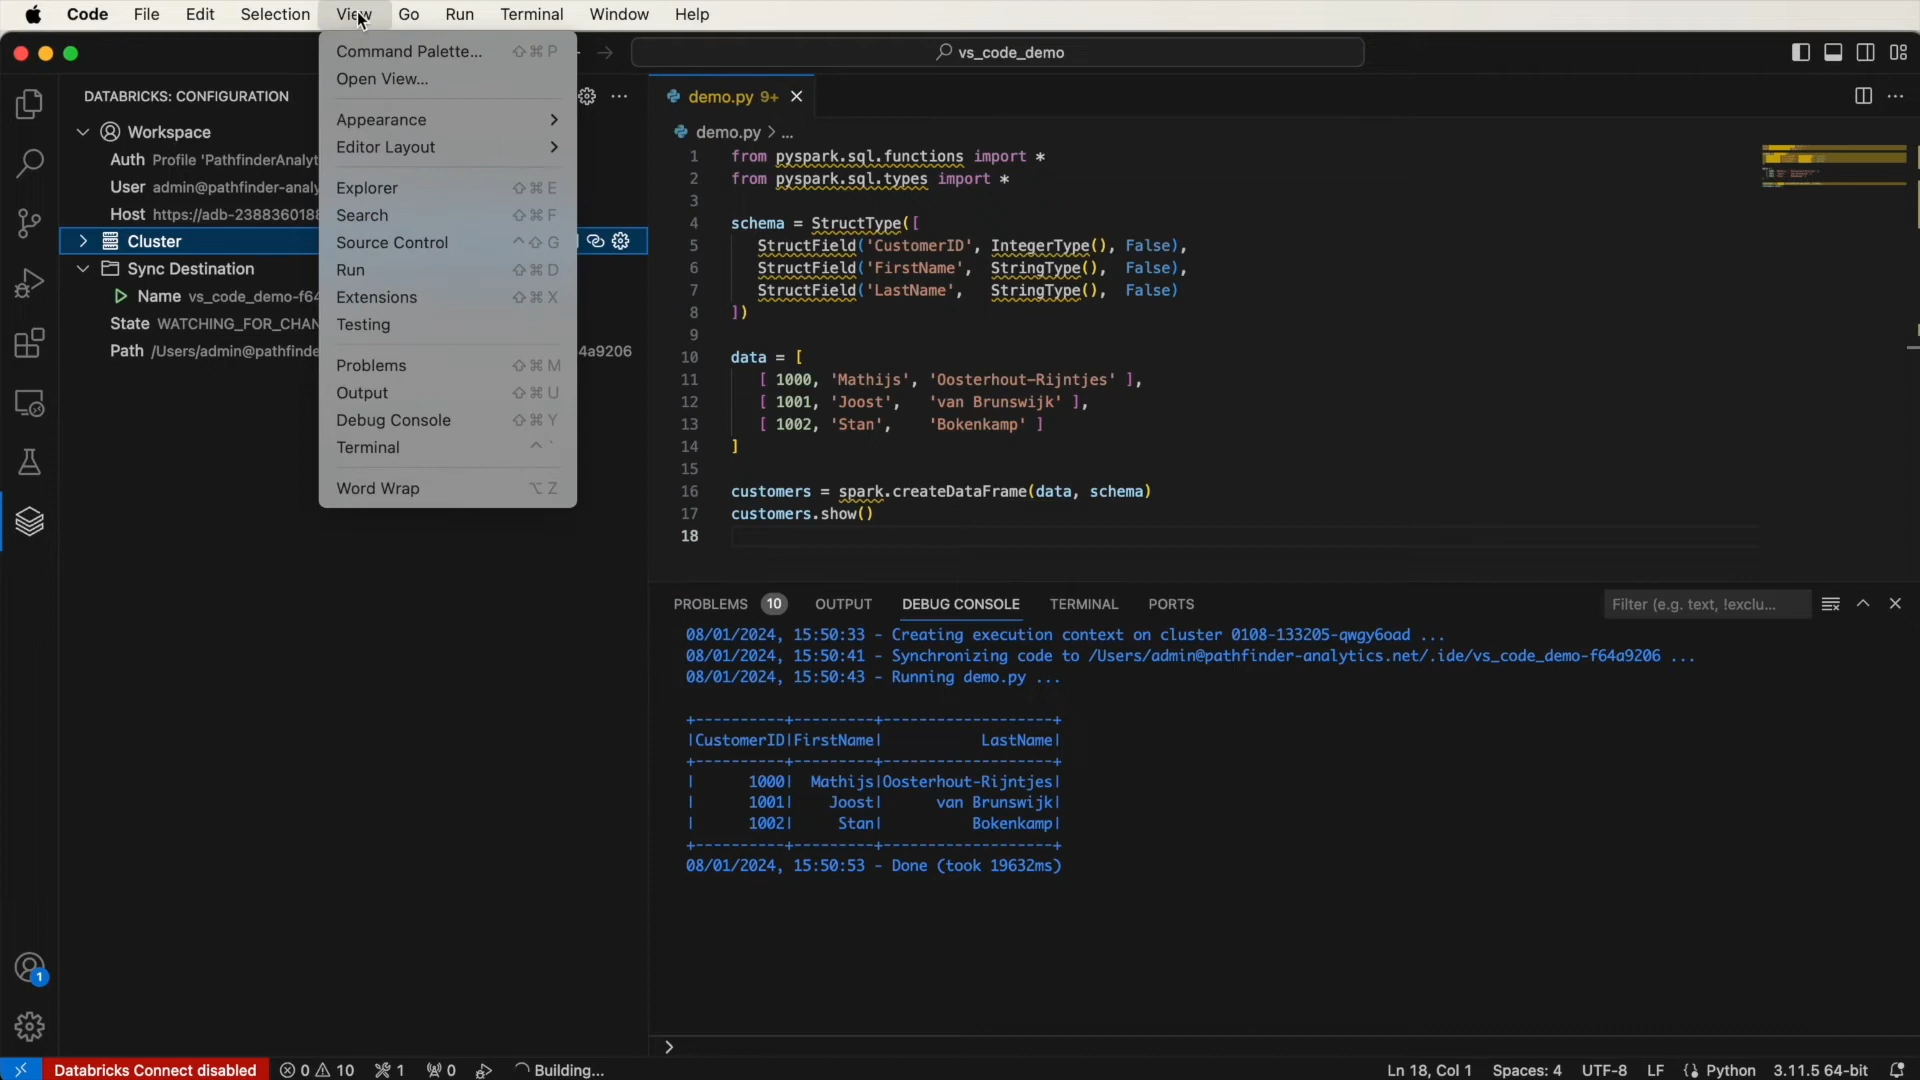 Code File Edit Selection View Go Run Terminal Window Help
vs_code_demo
DATABRICKS: CONFIGURATION
Workspace
Auth Profile 'PathfinderAnalyt
User admin@pathfinder-analy
Host https://adb-2388360188
Cluster
Sync Destination
Name vs_code_demo-f64
State WATCHING_FOR_CHAN
Path /Users/admin@pathfinde 4a9206
Command Palette... ⇧⌘P
Open View...
Appearance
Editor Layout
Explorer ⇧⌘E
Search ⇧⌘F
Source Control ⌃⇧G
Run ⇧⌘D
Extensions ⇧⌘X
Testing
Problems ⇧⌘M
Output ⇧⌘U
Debug Console ⇧⌘Y
Terminal ⌃`
Word Wrap ⌥Z
demo.py 9+
demo.py > ...
1 from pyspark.sql.functions import *
2 from pyspark.sql.types import *
3
4 schema = StructType([
5 StructField('CustomerID', IntegerType(), False),
6 StructField('FirstName', StringType(), False),
7 StructField('LastName', StringType(), False)
8 ])
9
10 data = [
11 [ 1000, 'Mathijs', 'Oosterhout-Rijntjes' ],
12 [ 1001, 'Joost', 'van Brunswijk' ],
13 [ 1002, 'Stan', 'Bokenkamp' ]
14 ]
15
16 customers = spark.createDataFrame(data, schema)
17 customers.show()
18
PROBLEMS 10 OUTPUT DEBUG CONSOLE TERMINAL PORTS Filter (e.g. text, !exclu...
08/01/2024, 15:50:33 - Creating execution context on cluster 0108-133205-qwgy6oad ...
08/01/2024, 15:50:41 - Synchronizing code to /Users/admin@pathfinder-analytics.net/.ide/vs_code_demo-f64a9206 ...
08/01/2024, 15:50:43 - Running demo.py ...
+----------+---------+-------------------+
|CustomerID|FirstName|           LastName|
+----------+---------+-------------------+
|      1000|  Mathijs|Oosterhout-Rijntjes|
|      1001|    Joost|      van Brunswijk|
|      1002|     Stan|          Bokenkamp|
+----------+---------+-------------------+
08/01/2024, 15:50:53 - Done (took 19632ms)
1
Databricks Connect disabled 0 10 1 0 Building... Ln 18, Col 1 Spaces: 4 UTF-8 LF Python 3.11.5 64-bit